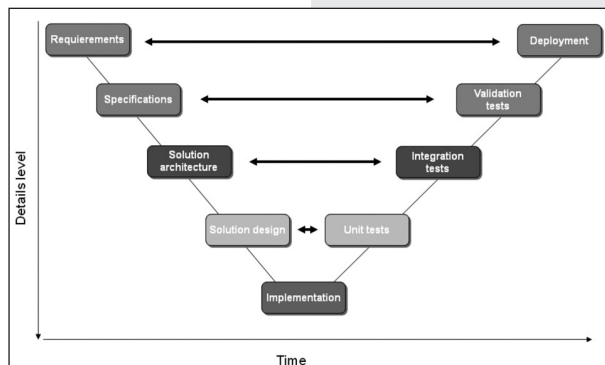 Requierements
Deployment
Specifications
Validation
tests
Solution
architecture
Integration
tests
Solution design
Unit tests
Implementation
Details level
Time